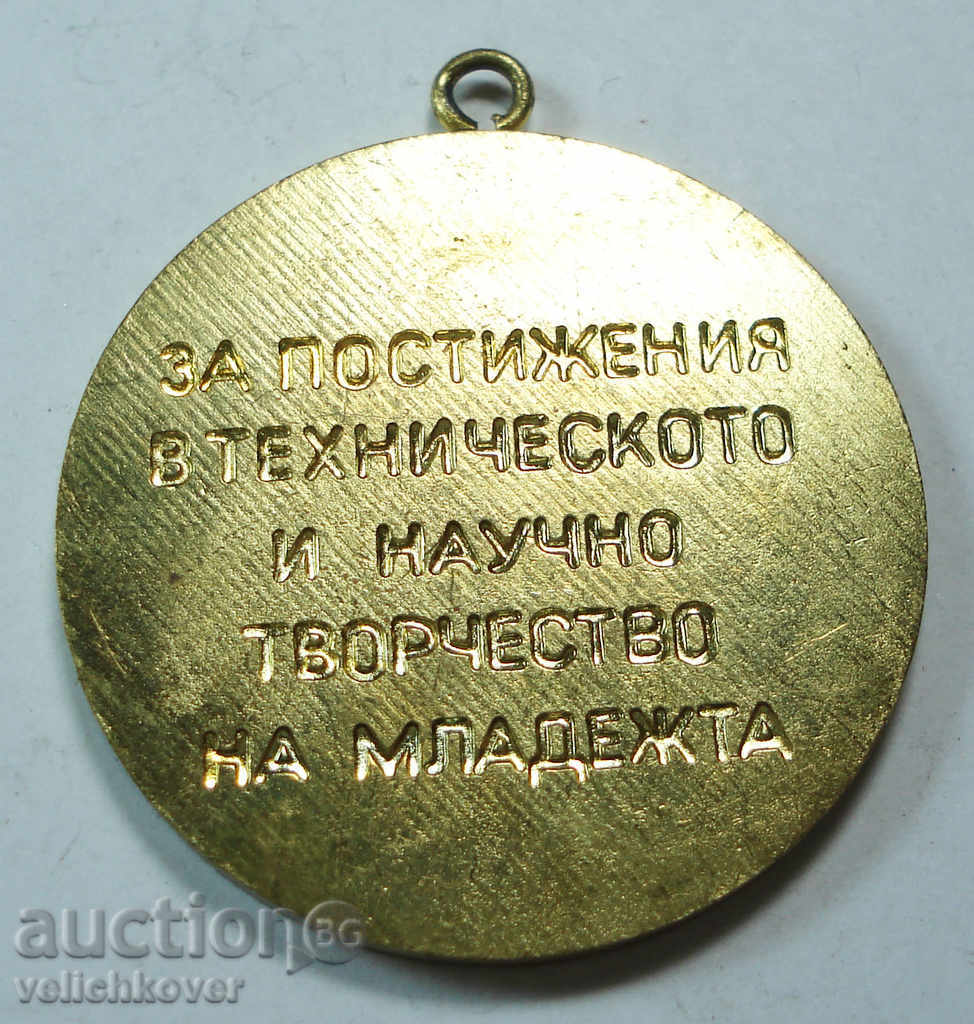 ЗА ПОСТИЖЕНИЯ
В ТЕХНИЧЕСКОТО
И НАУЧНО
ТВОРЧЕСТВО
НА МЛАДЕЖТА
auction BG
velichkover